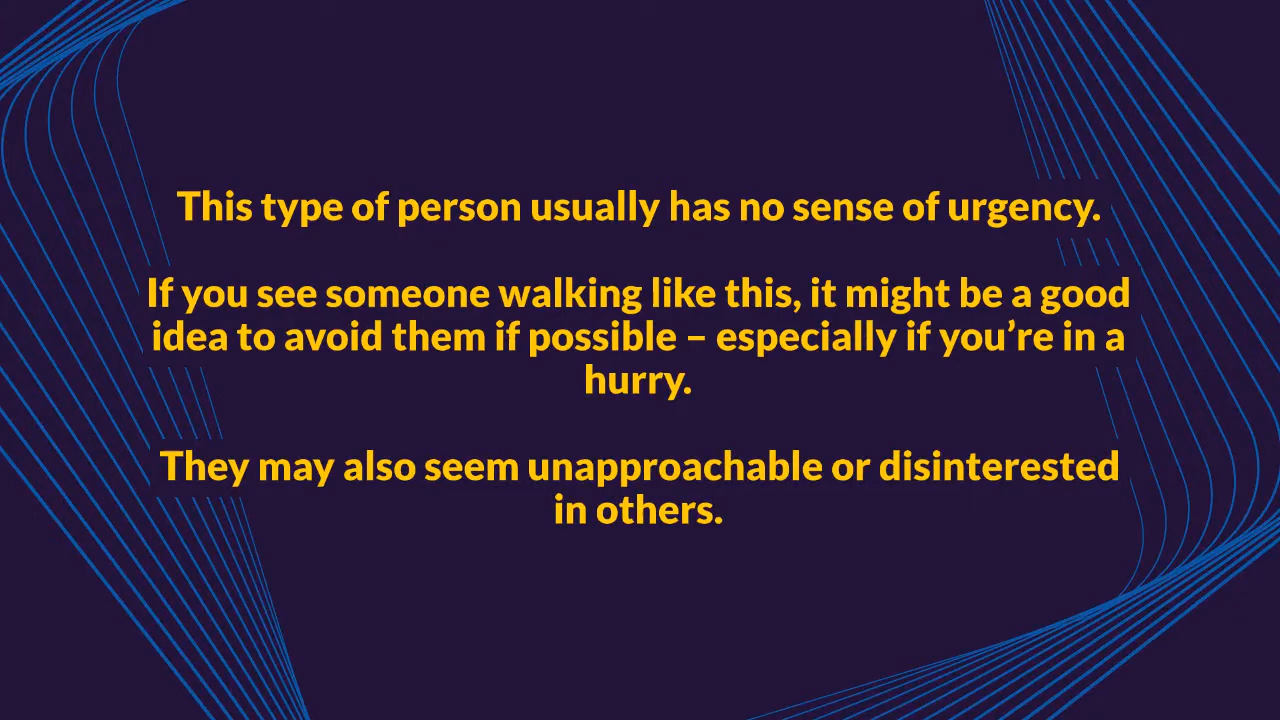 This type of person usually has no sense of urgency.
If you see someone walking like this, it might be a good
idea to avoid them if possible – especially if you’re in a
hurry.
They may also seem unapproachable or disinterested
in others.